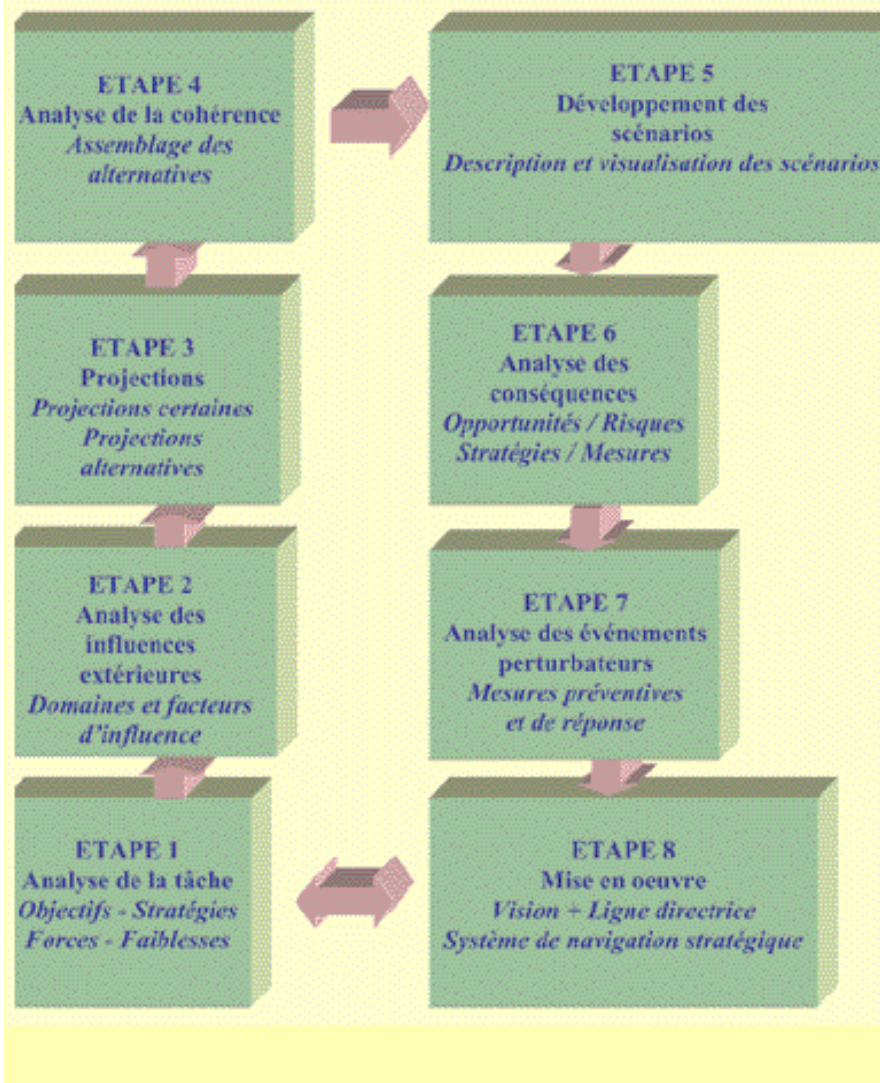 ETAPE 4
Analyse de la cohérence
Assemblage des
alternatives
ETAPE 5
Développement des
scénarios
Description et visualisation des scénarios
ETAPE 3
Projections
Projections certaines
Projections
alternatives
ETAPE 6
Analyse des
conséquences
Opportunités / Risques
Stratégies / Mesures
ETAPE 2
Analyse des
influences
extérieures
Domaines et facteurs
d'influence
ETAPE 7
Analyse des événements
perturbateurs
Mesures préventives
et de réponse
ETAPE 1
Analyse de la tâche
Objectifs - Stratégies
Forces - Faiblesses
ETAPE 8
Mise en oeuvre
Vision + Ligne directrice
Système de navigation stratégique